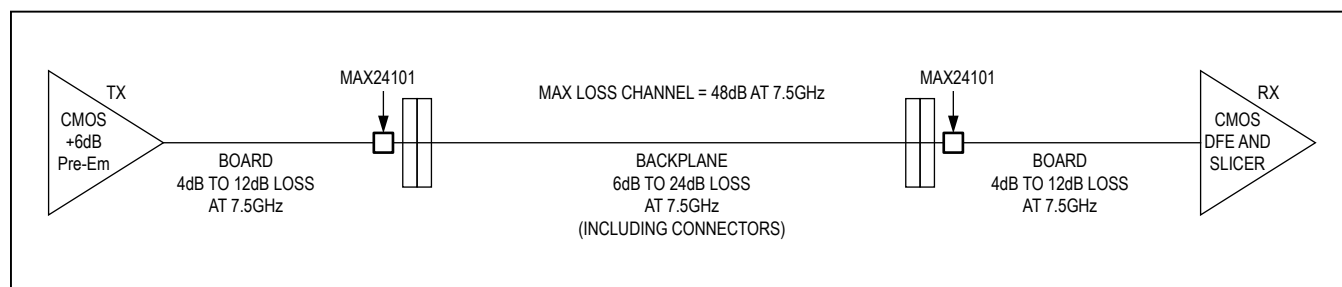 TX
CMOS
+6dB
Pre-Em
BOARD
4dB TO 12dB LOSS
AT 7.5GHz
MAX24101
MAX LOSS CHANNEL = 48dB AT 7.5GHz
BACKPLANE
6dB TO 24dB LOSS
AT 7.5GHz
(INCLUDING CONNECTORS)
MAX24101
BOARD
4dB TO 12dB LOSS
AT 7.5GHz
RX
CMOS
DFE AND
SLICER